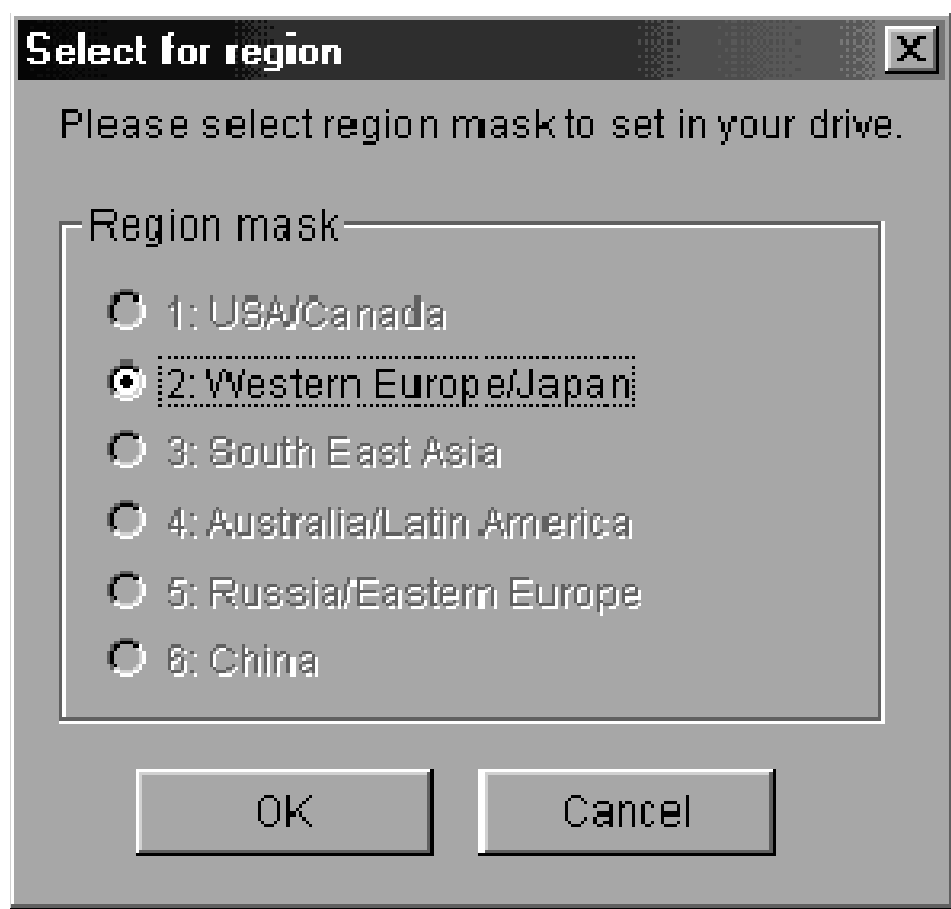 Select for region
Please select region mask to set in your drive.
Region mask
1: USA/Canada
2: Western Europe/Japan
3: South East Asia
4: Australia/Latin America
5: Russia/Eastern Europe
6: China
OK
Cancel